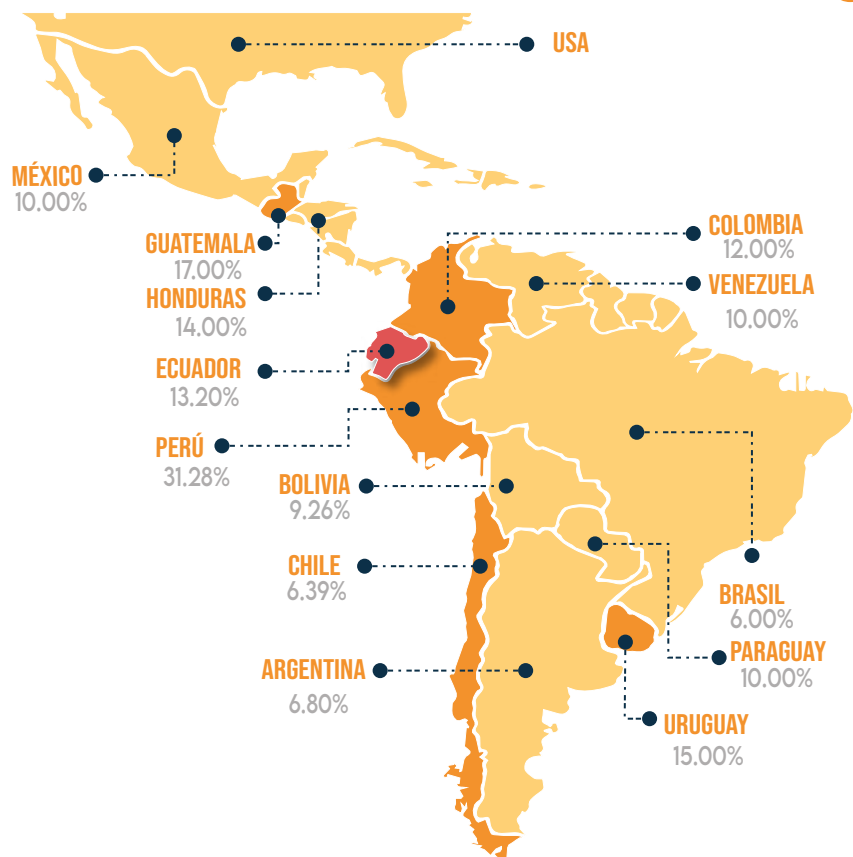 USA
MÉXICO
10.00%
GUATEMALA
17.00%
HONDURAS
14.00%
ECUADOR
13.20%
PERÚ
31.28%
BOLIVIA
9.26%
CHILE
6.39%
ARGENTINA
6.80%
COLOMBIA
12.00%
VENEZUELA
10.00%
BRASIL
6.00%
PARAGUAY
10.00%
URUGUAY
15.00%